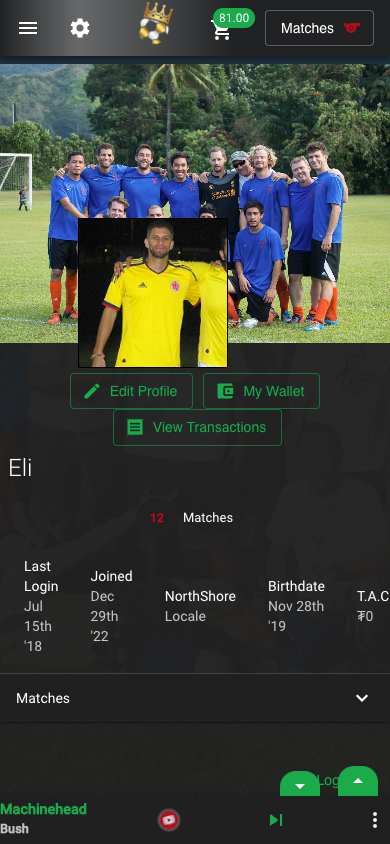 81.00
Matches
Edit Profile
My Wallet
View Transactions
Eli
12 Matches
Last
Login
Jul
15th
'18
Joined
Dec
29th
'22
NorthShore
Locale
Birthdate
Nov 28th
'19
T.A.C
₮0
Matches
Log
Machinehead
Bush